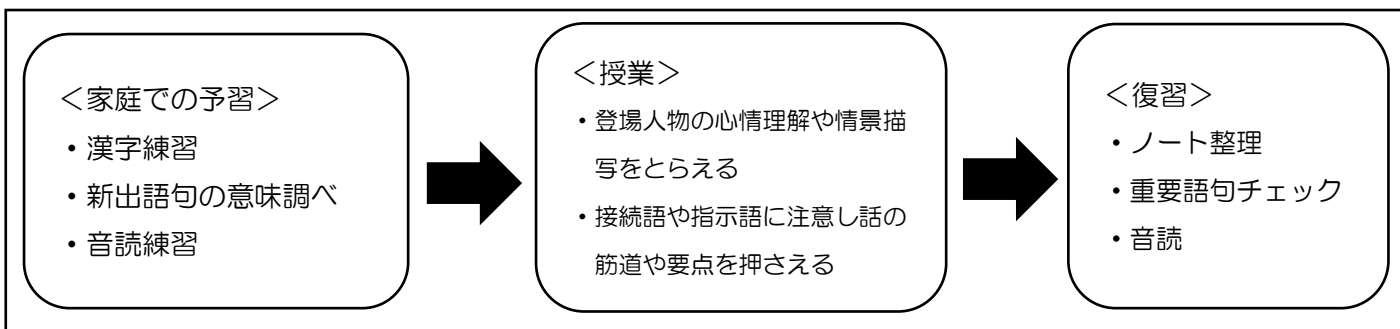 ＜家庭での予習＞
・漢字練習
・新出語句の意味調べ
・音読練習
＜授業＞
・登場人物の心情理解や情景描
写をとらえる
・接続語や指示語に注意し話の
筋道や要点を押さえる
＜復習＞
・ノート整理
・重要語句チェック
・音読